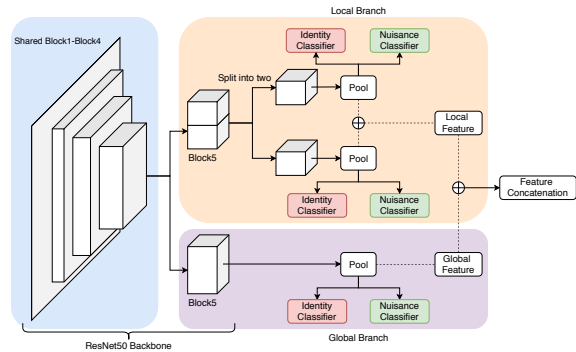 Local Branch
Shared Block1-Block4
Identity
Classifier
Nuisance
Classifier
Split into two
Pool
Block5
Local
Feature
Pool
Identity
Classifier
Nuisance
Classifier
Feature
Concatenation
Pool
Global
Feature
Block5
Identity
Classifier
Nuisance
Classifier
ResNet50 Backbone
Global Branch